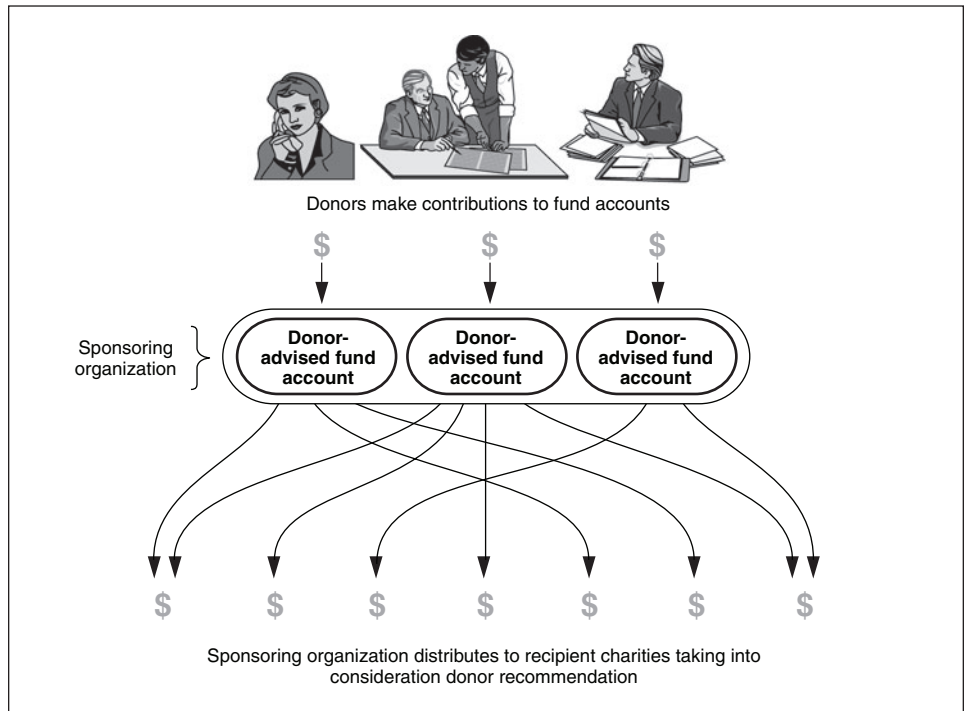 Donors make contributions to fund accounts
$ $ $
Sponsoring
organization
Donor-
advised fund
account
Donor-
advised fund
account
Donor-
advised fund
account
$ $ $ $ $ $ $
Sponsoring organization distributes to recipient charities taking into
consideration donor recommendation